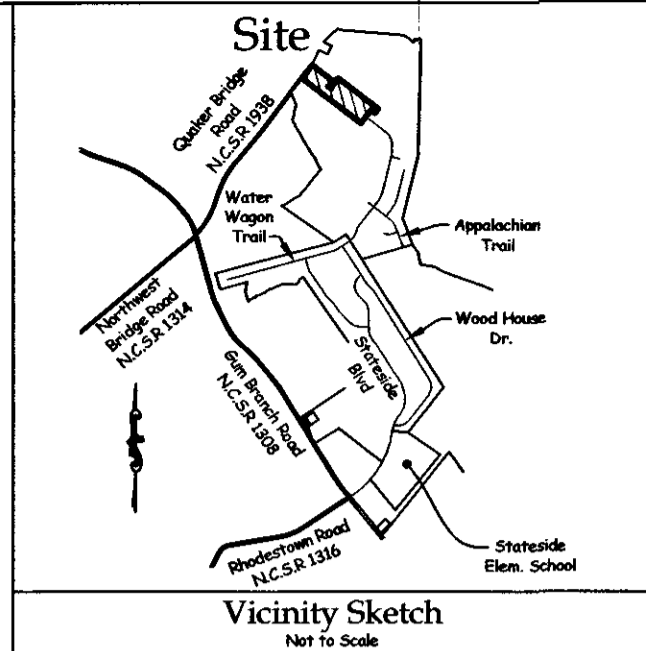 Site
Quaker Bridge
Road
N.C.S.R 1938
Water
Wagon
Trail
Appalachian
Trail
Northwest
Bridge Road
N.C.S.R 1314
Wood House
Dr.
Stateside
Blvd
Gum Branch Road
N.C.S.R 1308
Rhodestown Road
N.C.S.R 1316
Stateside
Elem. School
Vicinity Sketch
Not to Scale